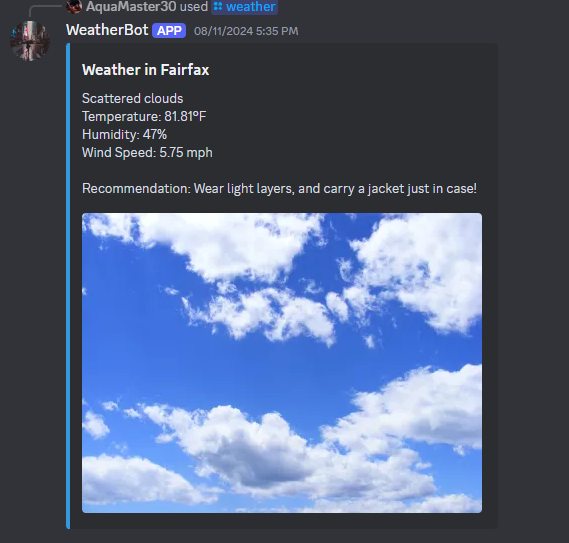 AquaMaster30 used weather
WeatherBot APP 08/11/2024 5:35 PM
Weather in Fairfax
Scattered clouds
Temperature: 81.81°F
Humidity: 47%
Wind Speed: 5.75 mph
Recommendation: Wear light layers, and carry a jacket just in case!